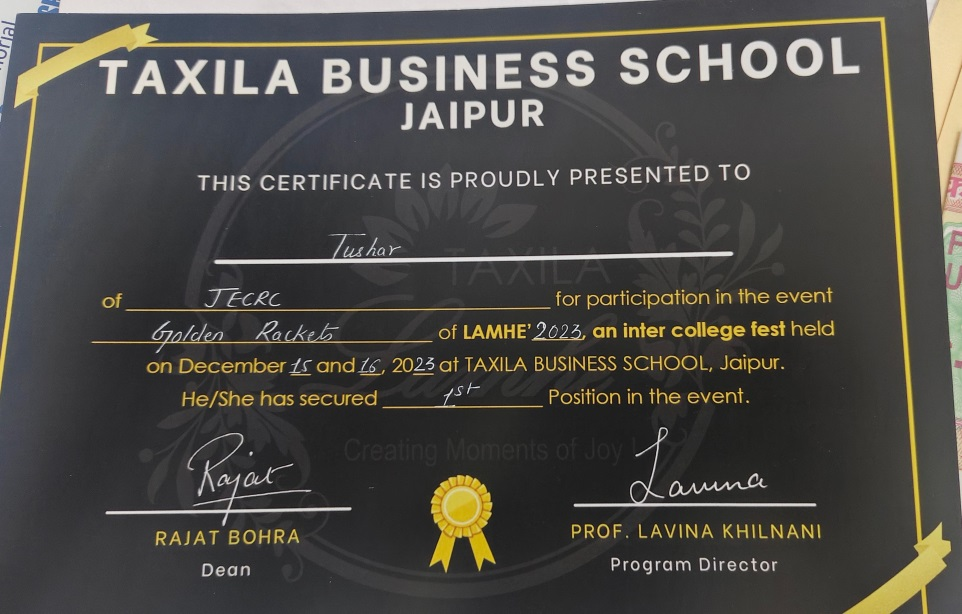 TAXILA BUSINESS SCHOOL
JAIPUR
THIS CERTIFICATE IS PROUDLY PRESENTED TO
Tushar
TAXILA
of JECRC for participation in the event
Golden Rackets of LAMHE' 2023, an inter college fest held
on December 15 and 16, 2023 at TAXILA BUSINESS SCHOOL, Jaipur.
He/She has secured 1st Position in the event.
Creating Moments of Joy !
Rajat
Lavina
RAJAT BOHRA
PROF. LAVINA KHILNANI
Dean
Program Director